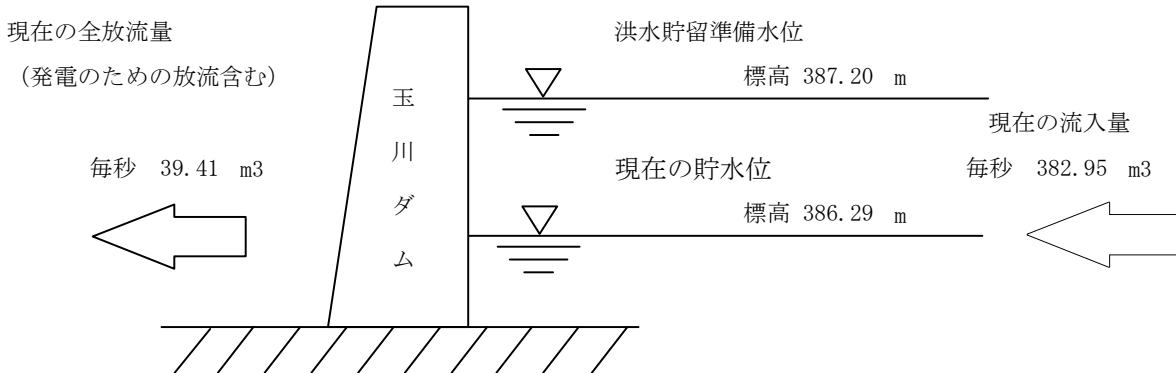 現在の全放流量
(発電のための放流含む)
毎秒 39.41 m3
玉川ダム
洪水貯留準備水位
標高 387.20 m
現在の貯水位
標高 386.29 m
現在の流入量
毎秒 382.95 m3